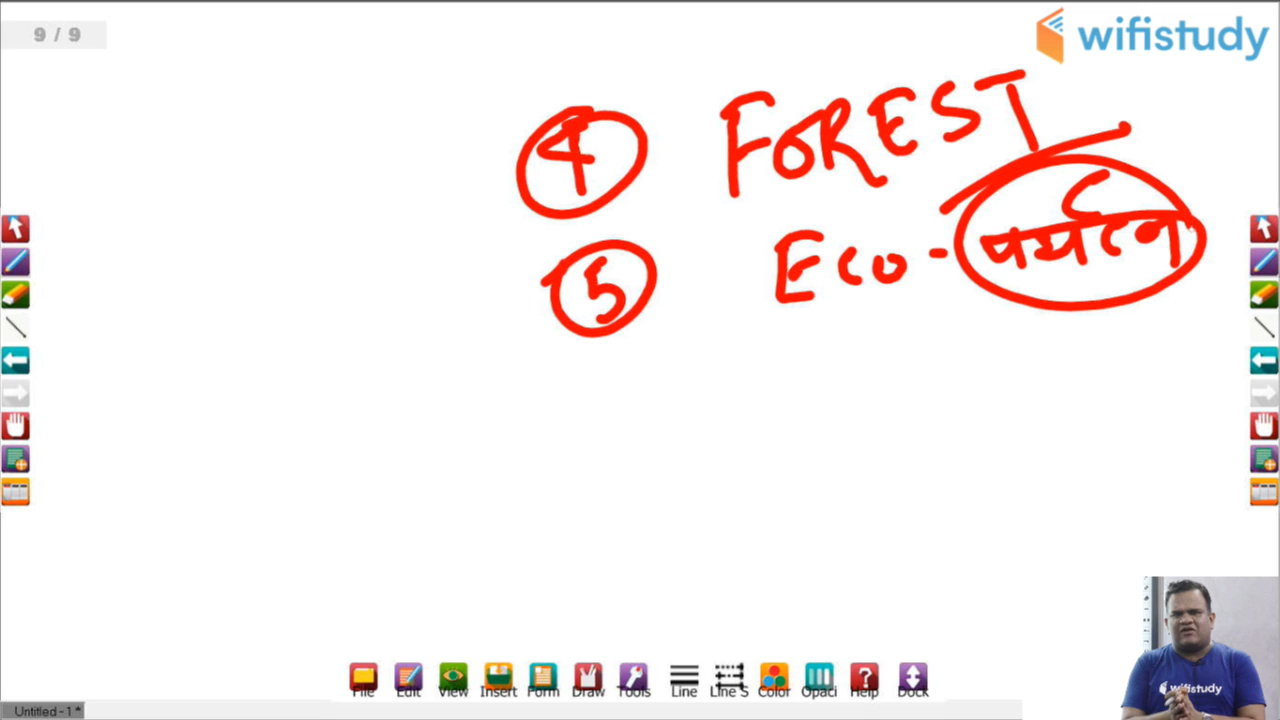 9 / 9
wifistudy
4 FOREST
5 Eco-पर्यटन
File Edit View Insert Form Draw Tools Line Line S Color Opaci Help Dock
wifistudy
Untitled - 1 *